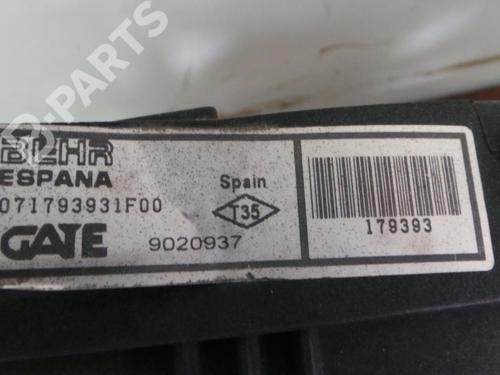 B-PARTS
BEHR
ESPANA
071793931F00
GATE
9020937
Spain
T35
179393